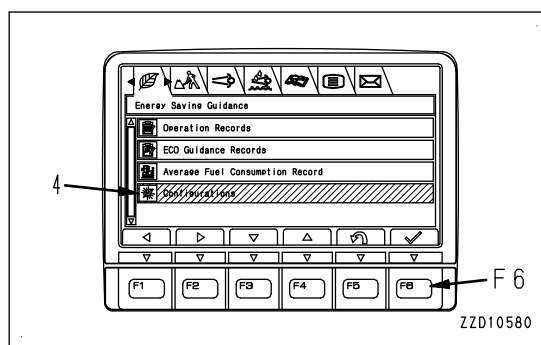 Energy Saving Guidance
Operation Records
ECO Guidance Records
Average Fuel Consumption Record
4
Configurations
F1 F2 F3 F4 F5 F6
F6
ZZD10580